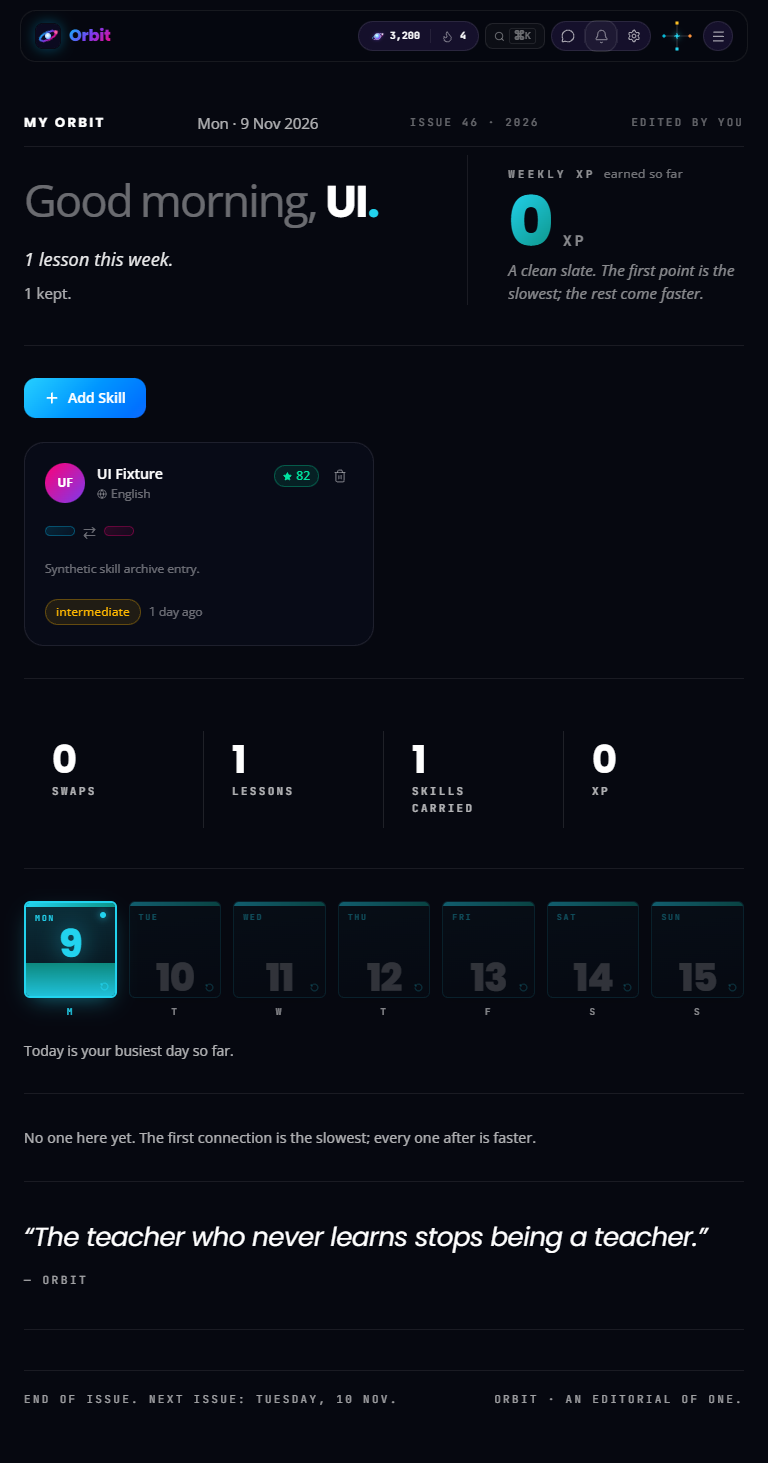 Orbit
3,200
4
⌘K
MY ORBIT
Mon · 9 Nov 2026
ISSUE 46 · 2026
EDITED BY YOU
Good morning, UI.
1 lesson this week.
1 kept.
WEEKLY XP earned so far
0 XP
A clean slate. The first point is the
slowest; the rest come faster.
+ Add Skill
UF
UI Fixture
English
82
Synthetic skill archive entry.
intermediate
1 day ago
0
SWAPS
1
LESSONS
1
SKILLS
CARRIED
0
XP
MON
9
M
TUE
10
T
WED
11
W
THU
12
T
FRI
13
F
SAT
14
S
SUN
15
S
Today is your busiest day so far.
No one here yet. The first connection is the slowest; every one after is faster.
“The teacher who never learns stops being a teacher.”
— ORBIT
END OF ISSUE. NEXT ISSUE: TUESDAY, 10 NOV.
ORBIT · AN EDITORIAL OF ONE.